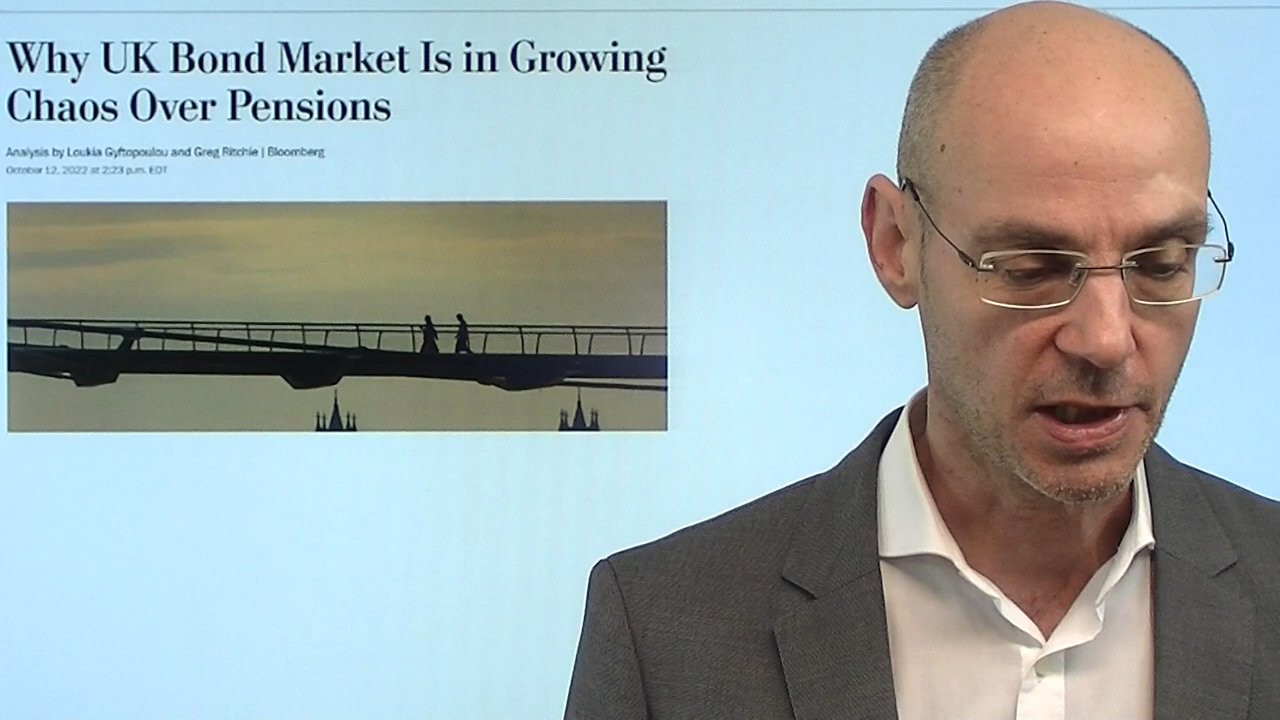 Why UK Bond Market Is in Growing
Chaos Over Pensions
Analysis by Loukia Gyftopoulou and Greg Ritchie | Bloomberg
October 12, 2022 at 2:23 p.m. EDT